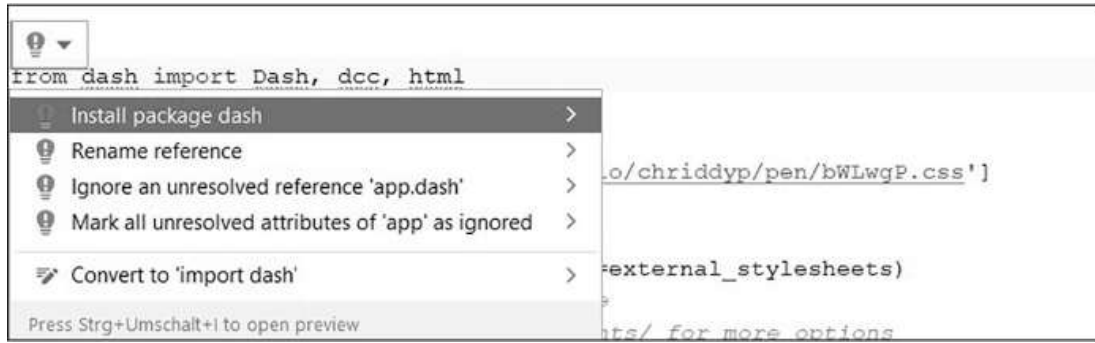 from dash import Dash, dcc, html
Install package dash
Rename reference
Ignore an unresolved reference 'app.dash'
Mark all unresolved attributes of 'app' as ignored
Convert to 'import dash'
Press Strg+Umschalt+I to open preview
.o/chriddyp/pen/bWLwgP.css']
=external_stylesheets)
nts/ for more options